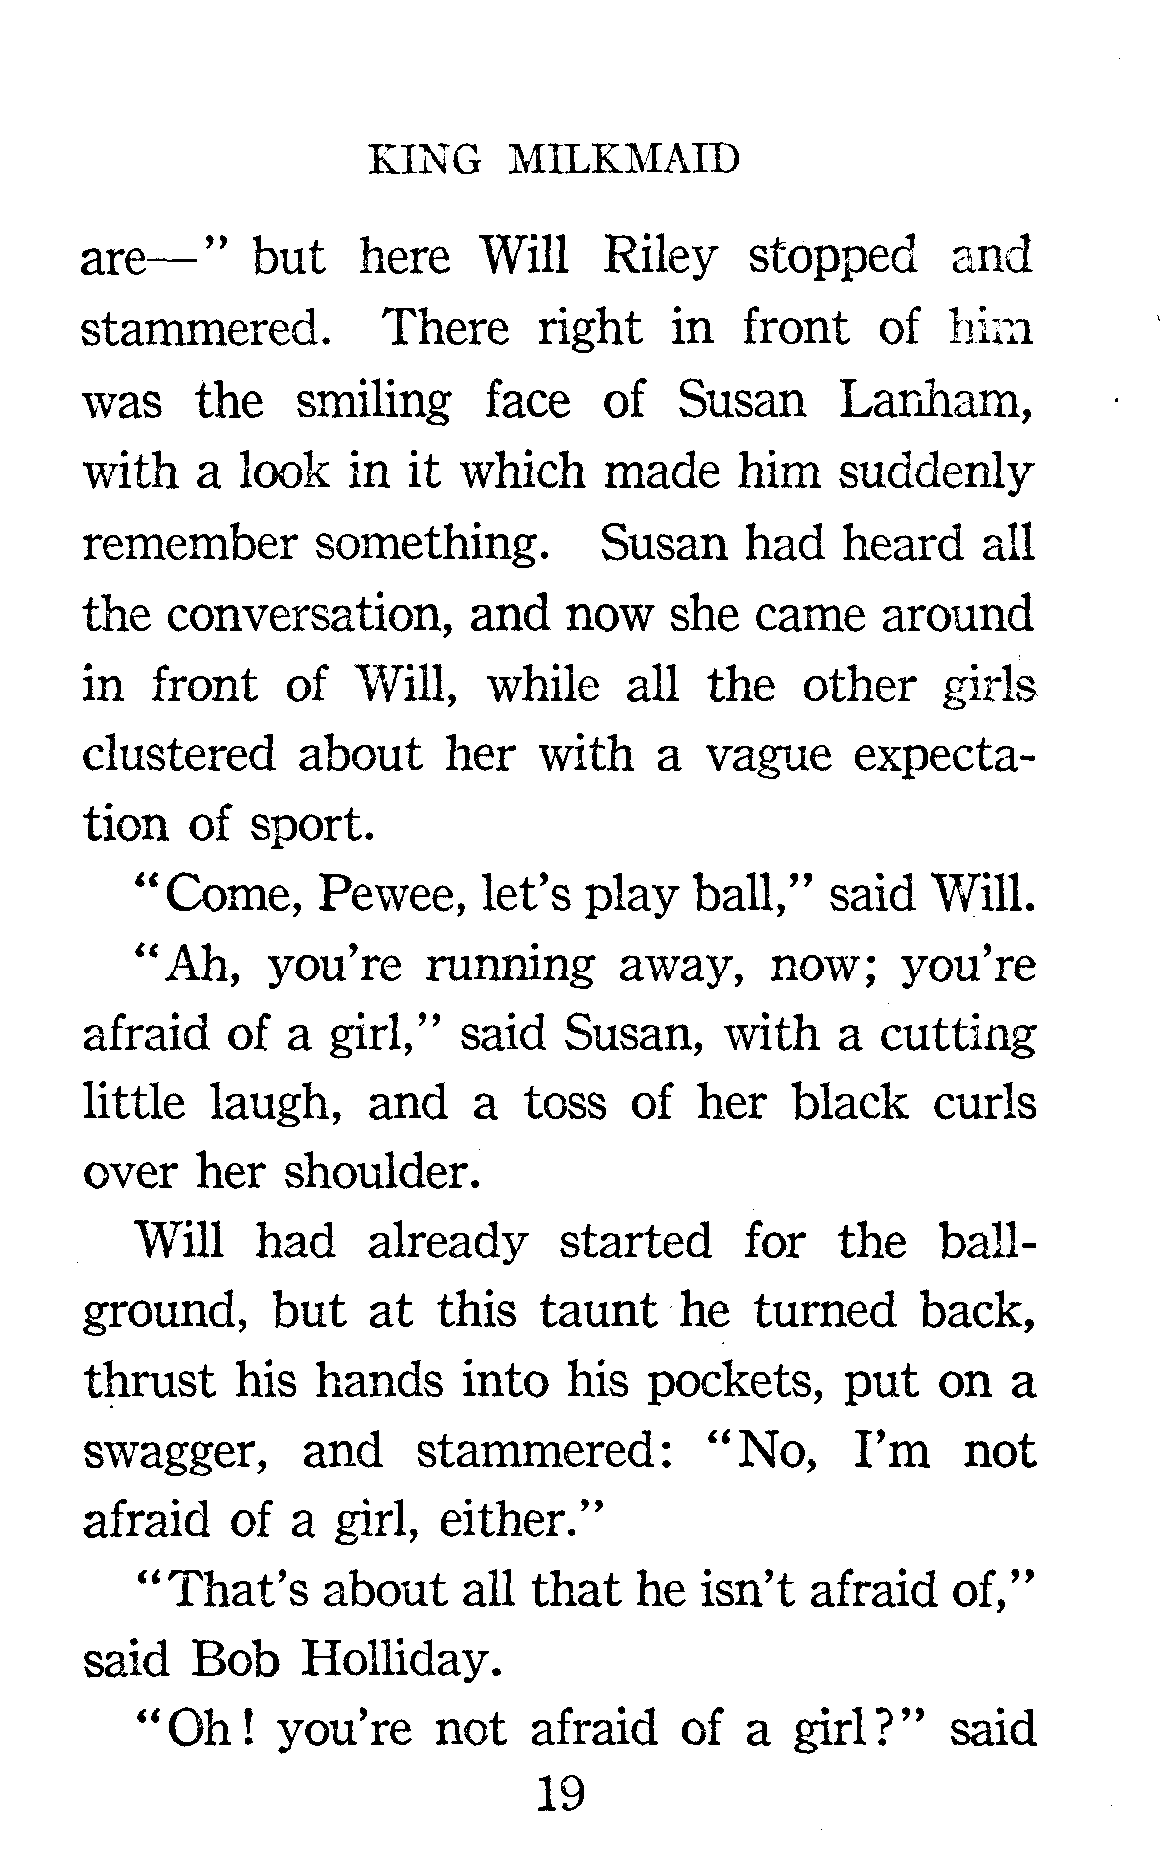 KING MILKMAID
are—" but here Will Riley stopped and
stammered. There right in front of him
was the smiling face of Susan Lanham,
with a look in it which made him suddenly
remember something. Susan had heard all
the conversation, and now she came around
in front of Will, while all the other girls
clustered about her with a vague expecta-
tion of sport.
"Come, Pewee, let's play ball," said Will.
"Ah, you're running away, now; you're
afraid of a girl," said Susan, with a cutting
little laugh, and a toss of her black curls
over her shoulder.
Will had already started for the ball-
ground, but at this taunt he turned back,
thrust his hands into his pockets, put on a
swagger, and stammered: "No, I'm not
afraid of a girl, either."
"That's about all that he isn't afraid of,"
said Bob Holliday.
"Oh! you're not afraid of a girl?" said
19